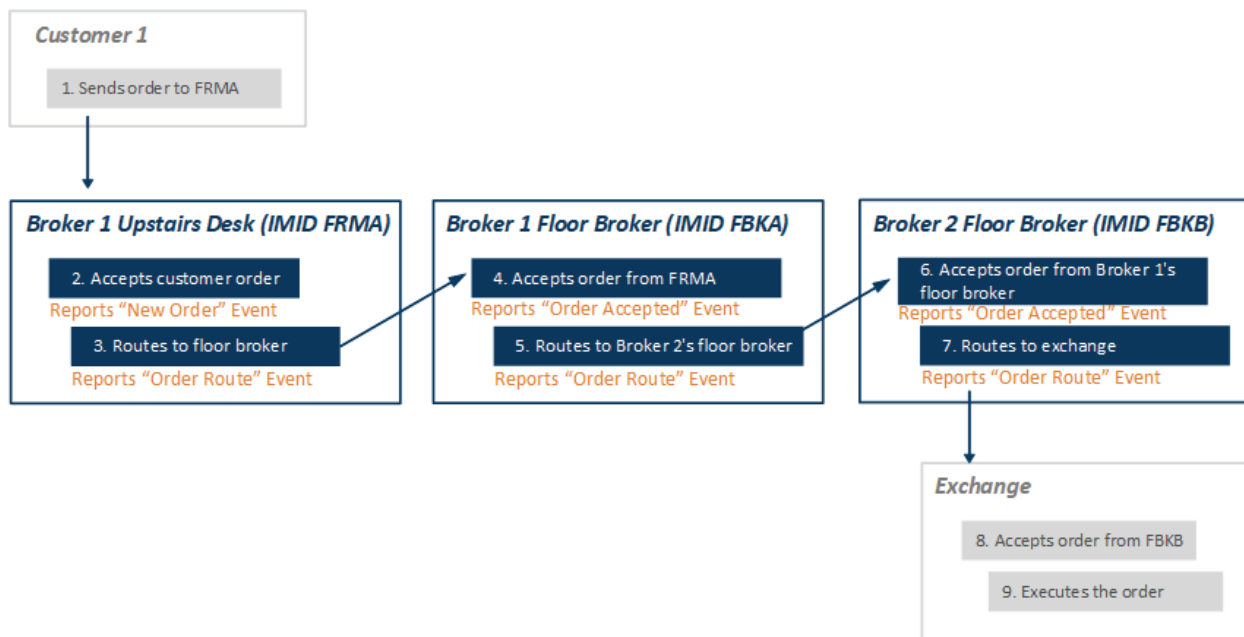 Customer 1
1. Sends order to FRMA
Broker 1 Upstairs Desk (IMID FRMA)
2. Accepts customer order
Reports “New Order” Event
3. Routes to floor broker
Reports “Order Route” Event
Broker 1 Floor Broker (IMID FBKA)
4. Accepts order from FRMA
Reports “Order Accepted” Event
5. Routes to Broker 2's floor broker
Reports “Order Route” Event
Broker 2 Floor Broker (IMID FBKB)
6. Accepts order from Broker 1's
floor broker
Reports “Order Accepted” Event
7. Routes to exchange
Reports “Order Route” Event
Exchange
8. Accepts order from FBKB
9. Executes the order